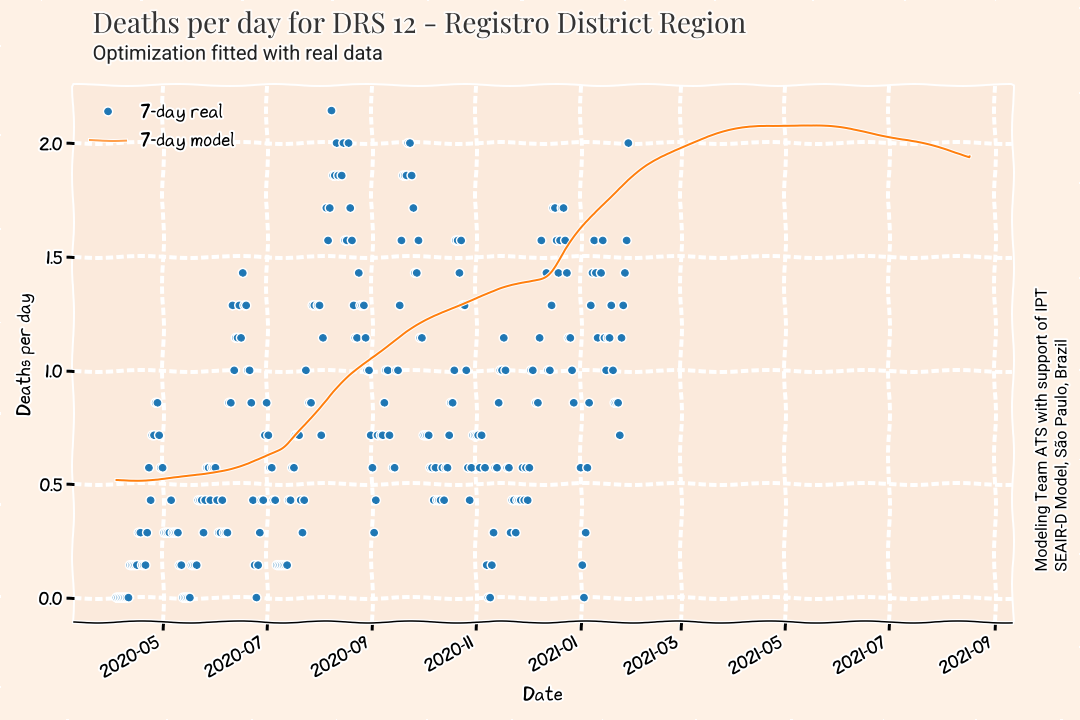 Deaths per day for DRS 12 - Registro District Region
Optimization fitted with real data
7-day real
7-day model
2.0
1.5
1.0
0.5
0.0
Deaths per day
2020-05
2020-07
2020-09
2020-11
2021-01
2021-03
2021-05
2021-07
2021-09
Date
Modeling Team ATS with support of IPT
SEAIR-D Model, São Paulo, Brazil